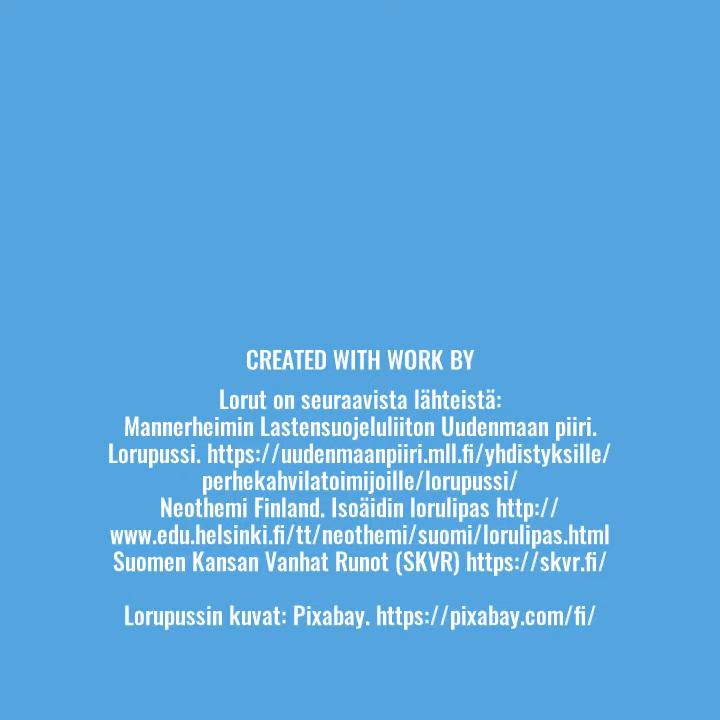 CREATED WITH WORK BY
Lorut on seuraavista lähteistä:
Mannerheimin Lastensuojeluliiton Uudenmaan piiri.
Lorupussi. https://uudenmaanpiiri.mll.fi/yhdistyksille/
perhekahvilatoimijoille/lorupussi/
Neothemi Finland. Isoäidin lorulipas http://
www.edu.helsinki.fi/tt/neothemi/suomi/lorulipas.html
Suomen Kansan Vanhat Runot (SKVR) https://skvr.fi/
Lorupussin kuvat: Pixabay. https://pixabay.com/fi/